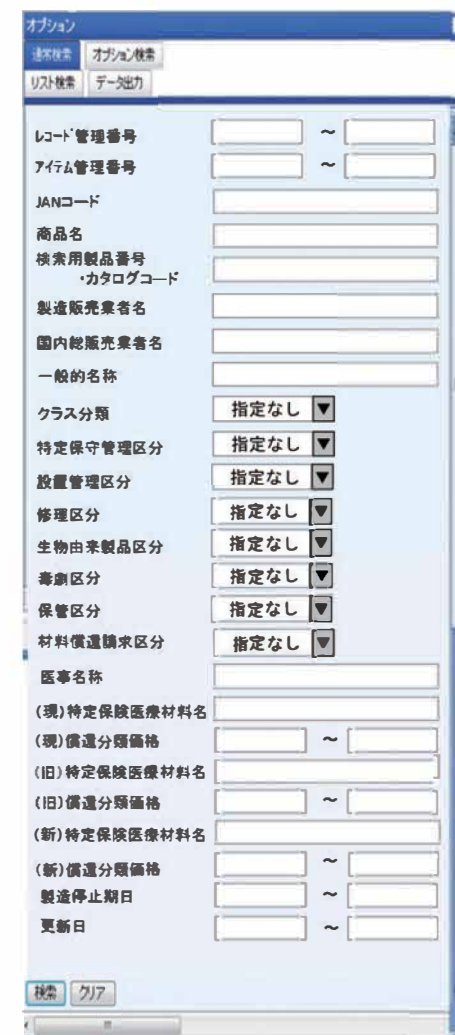 オプション
通常検索 オプション検索
リスト検索 データ出力
レコード管理番号 ～
アイテム管理番号 ～
JANコード
商品名
検索用製品番号
・カタログコード
製造販売業者名
国内総販売業者名
一般的名称
クラス分類 指定なし ▼
特定保守管理区分 指定なし ▼
設置管理区分 指定なし ▼
修理区分 指定なし ▼
生物由来製品区分 指定なし ▼
毒劇区分 指定なし ▼
保管区分 指定なし ▼
材料償還請求区分 指定なし ▼
医事名称
(現)特定保険医療材料名
(現)償還分類価格 ～
(旧)特定保険医療材料名
(旧)償還分類価格 ～
(新)特定保険医療材料名
(新)償還分類価格 ～
製造停止期日 ～
更新日 ～
検索 クリア